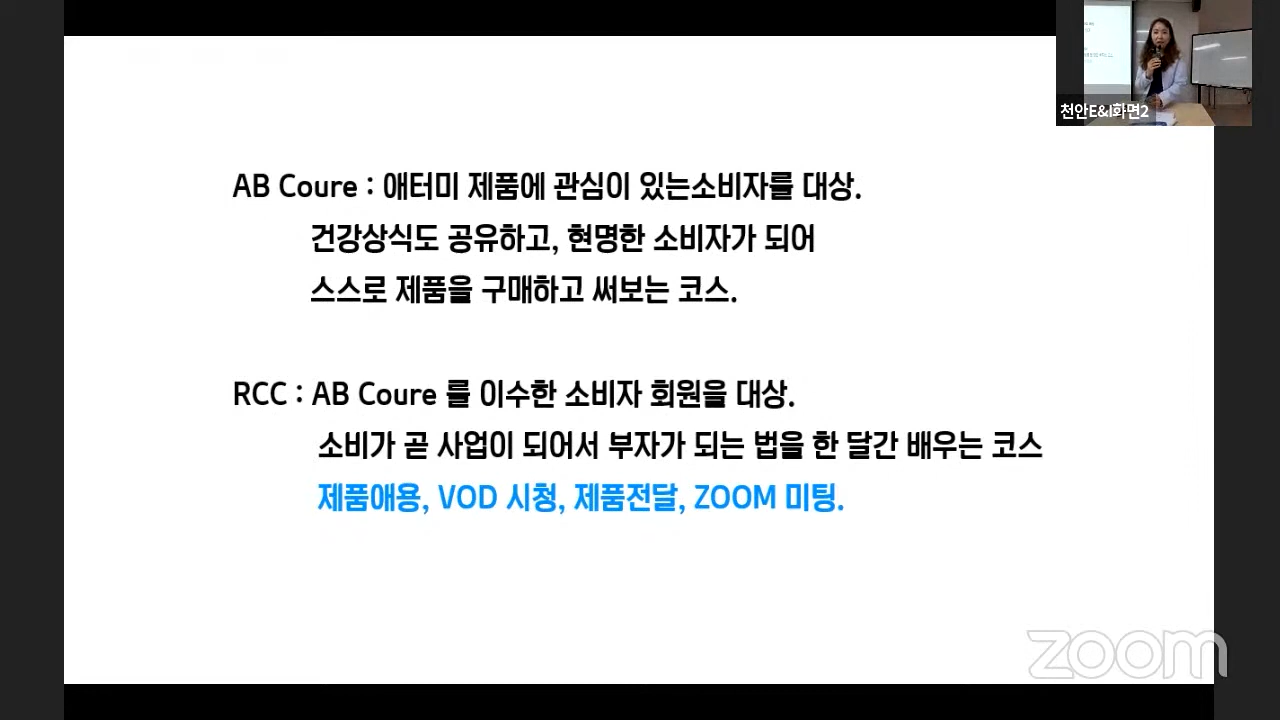 천안E&I화면2
AB Coure : 애터미 제품에 관심이 있는소비자를 대상.
건강상식도 공유하고, 현명한 소비자가 되어
스스로 제품을 구매하고 써보는 코스.
RCC : AB Coure 를 이수한 소비자 회원을 대상.
소비가 곧 사업이 되어서 부자가 되는 법을 한 달간 배우는 코스
제품애용, VOD 시청, 제품전달, ZOOM 미팅.
zoom